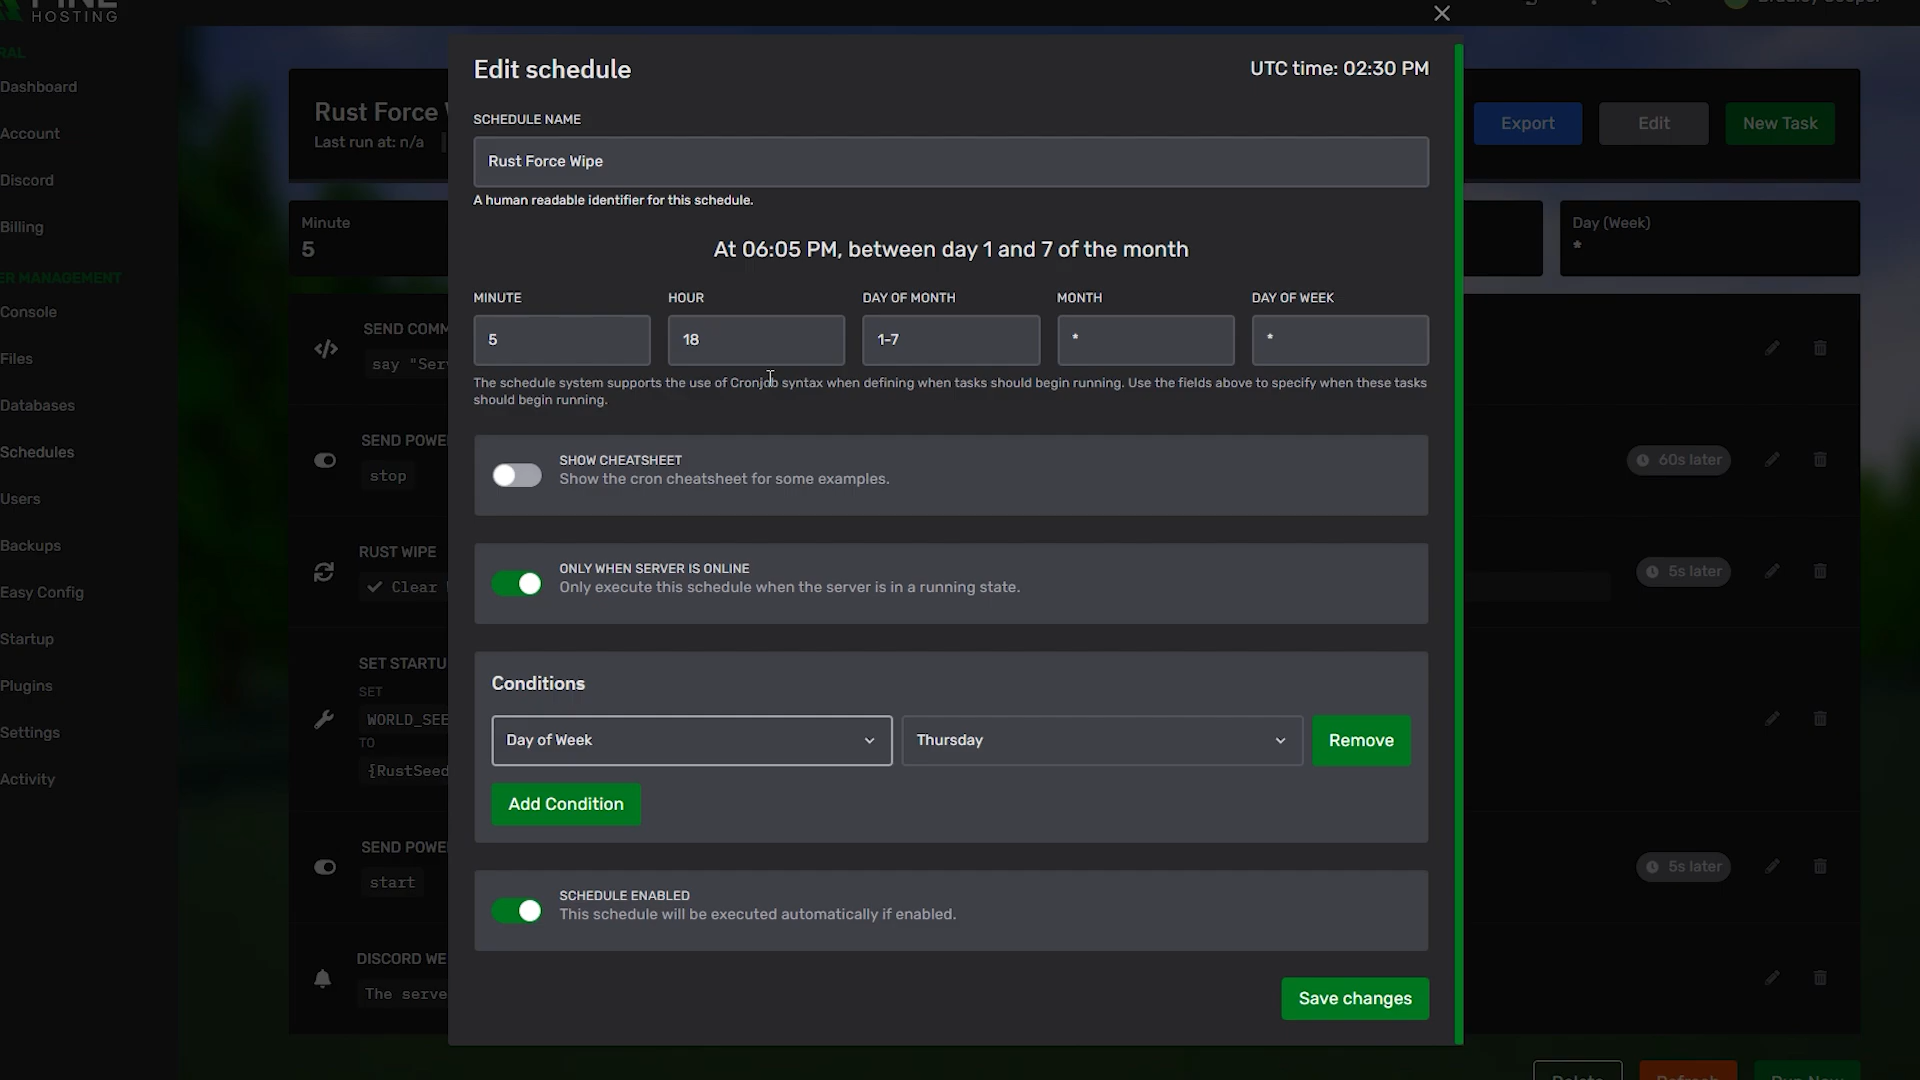 HOSTING
Dashboard
Account
Discord
Billing
Console
Files
Databases
Schedules
Users
Backups
Easy Config
Startup
Plugins
Settings
Activity
Rust Force
Last run at: n/a
Minute
5
SEND COMM
say "Ser
SEND POWE
stop
RUST WIPE
Clear
SET STARTU
SET
WORLD_SEE
TO
{RustSeed
SEND POWE
start
DISCORD WE
The serve
Edit schedule
UTC time: 02:30 PM
SCHEDULE NAME
Rust Force Wipe
A human readable identifier for this schedule.
At 06:05 PM, between day 1 and 7 of the month
MINUTE HOUR DAY OF MONTH MONTH DAY OF WEEK
5 18 1-7 * *
The schedule system supports the use of Cronjob syntax when defining when tasks should begin running. Use the fields above to specify when these tasks
should begin running.
SHOW CHEATSHEET
Show the cron cheatsheet for some examples.
ONLY WHEN SERVER IS ONLINE
Only execute this schedule when the server is in a running state.
Conditions
Day of Week Thursday Remove
Add Condition
SCHEDULE ENABLED
This schedule will be executed automatically if enabled.
Save changes
Export Edit New Task
Day (Week)
*
60s later
5s later
5s later